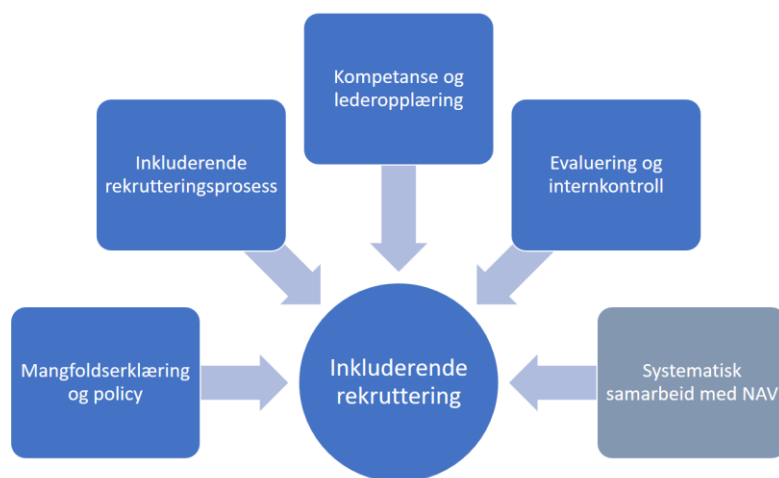 Kompetanse og
lederopplæring
Inkluderende
rekrutteringsprosess
Evaluering og
internkontroll
Mangfoldserklæring
og policy
Inkluderende
rekruttering
Systematisk
samarbeid med NAV